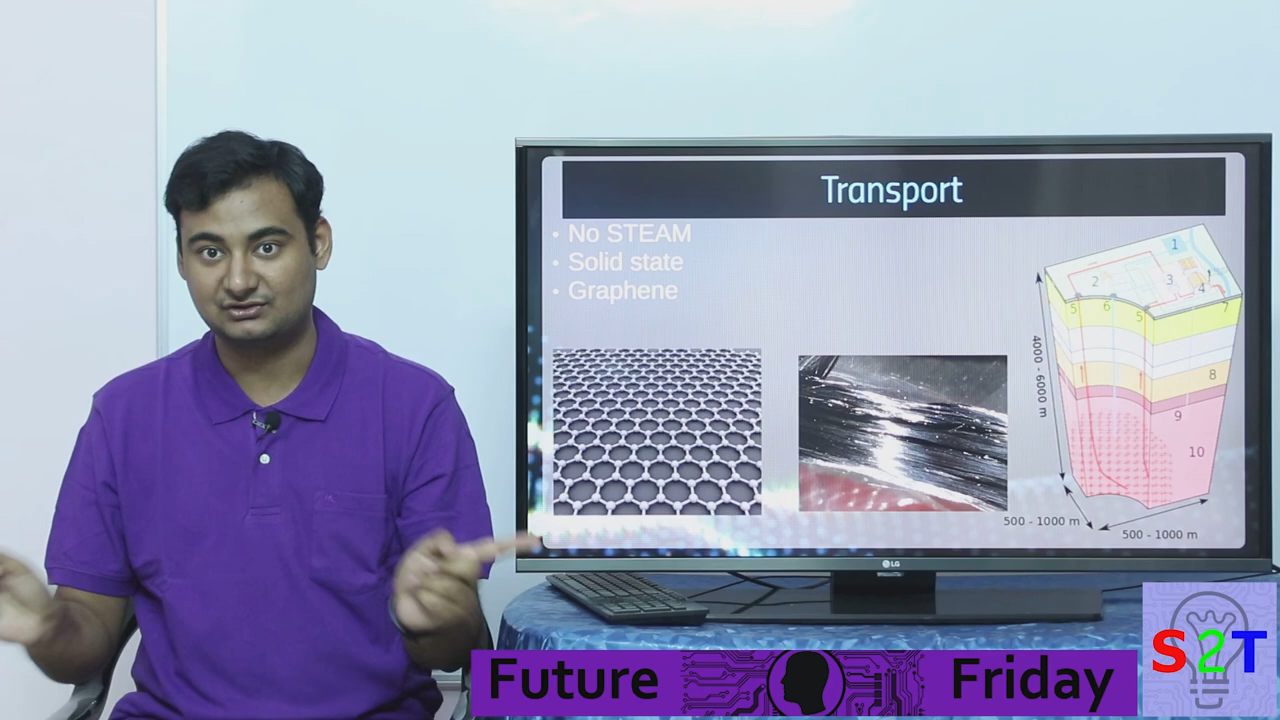 Transport
• No STEAM
• Solid state
• Graphene
1
2
3
4
5
6
5
7
8
9
10
4000 - 6000 m
500 - 1000 m
500 - 1000 m
LG
Future Friday
S2T